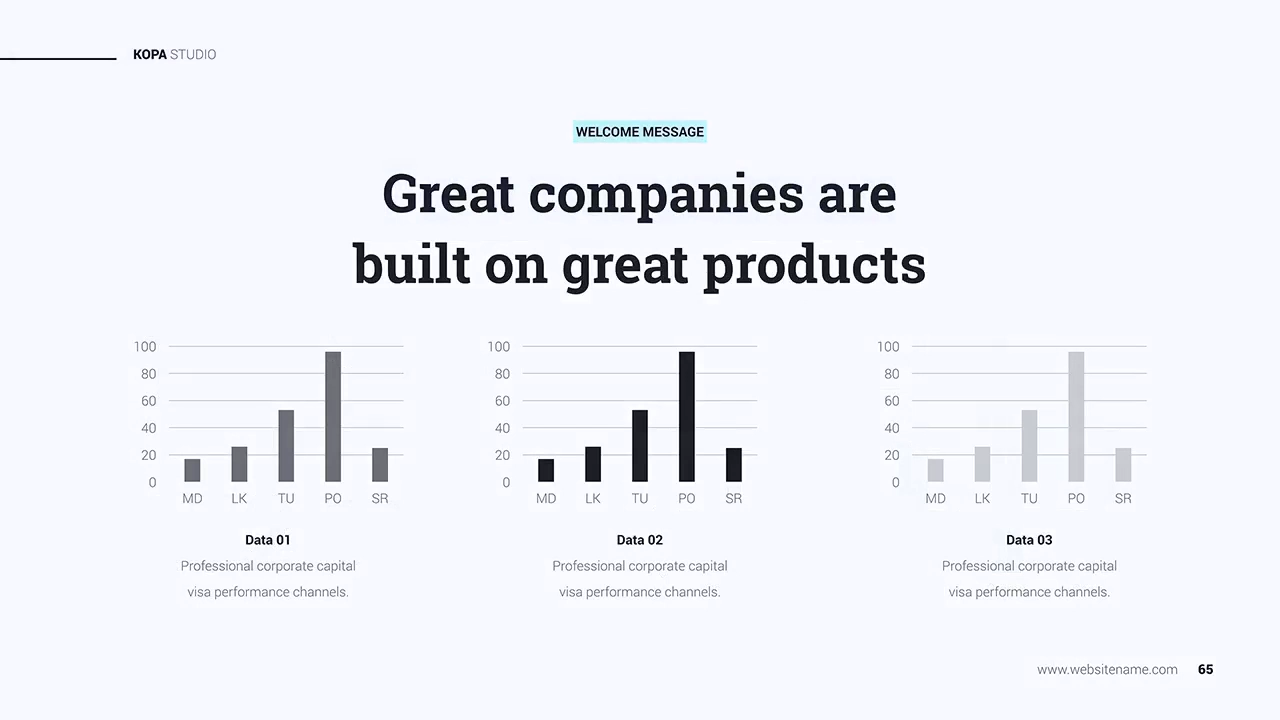 KOPA STUDIO
WELCOME MESSAGE
Great companies are
built on great products
100
80
60
40
20
0
MD LK TU PO SR
Data 01
Professional corporate capital
visa performance channels.
100
80
60
40
20
0
MD LK TU PO SR
Data 02
Professional corporate capital
visa performance channels.
100
80
60
40
20
0
MD LK TU PO SR
Data 03
Professional corporate capital
visa performance channels.
www.websitename.com 65